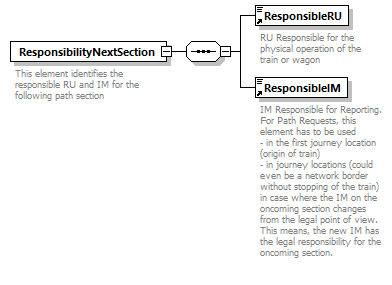 ResponsibleRU
RU Responsible for the
physical operation of the
train or wagon
ResponsibilityNextSection
This element identifies the
responsible RU and IM for the
following path section
ResponsibleIM
IM Responsible for Reporting.
For Path Requests, this
element has to be used
- in the first journey location
(origin of train)
- in journey locations (could
even be a network border
without stopping of the train)
in case where the IM on the
oncoming section changes
from the legal point of view.
This means, the new IM has
the legal responsibility for the
oncoming section.